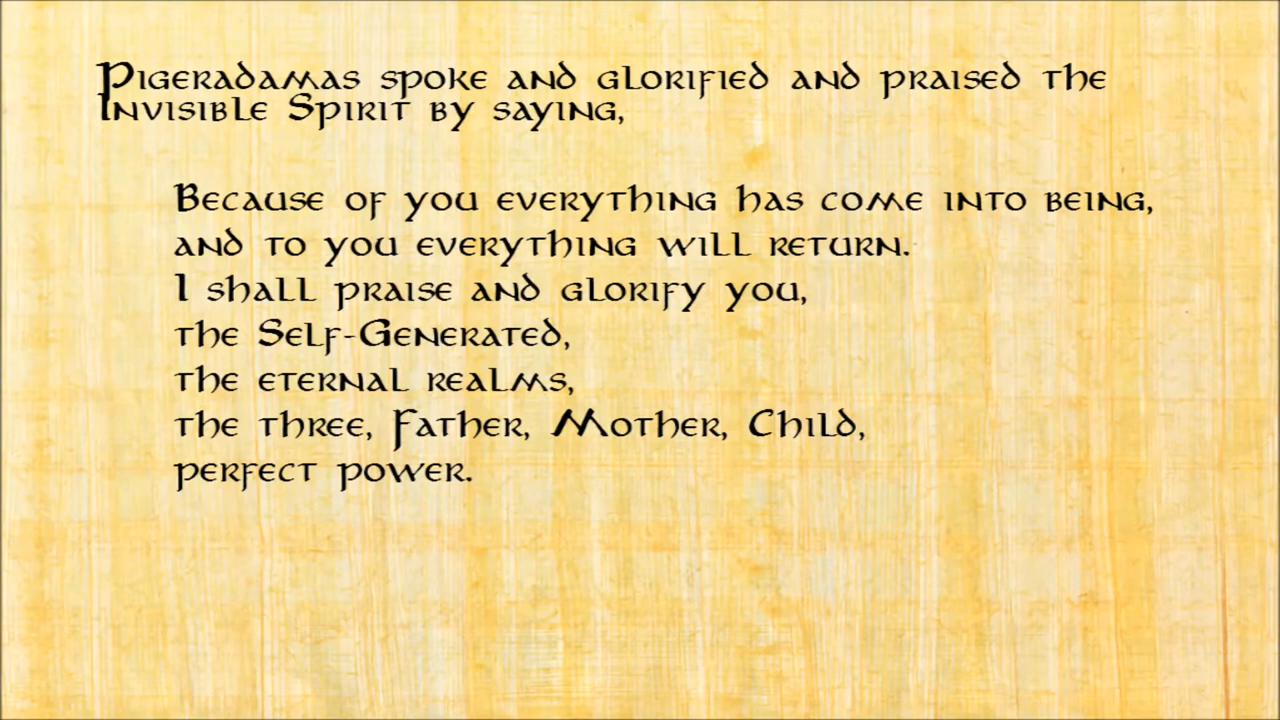 Pigeradamas spoke and glorified and praised the
Invisible Spirit by saying,
Because of you everything has come into being,
and to you everything will return.
I shall praise and glorify you,
the Self-Generated,
the eternal realms,
the three, Father, Mother, Child,
perfect power.